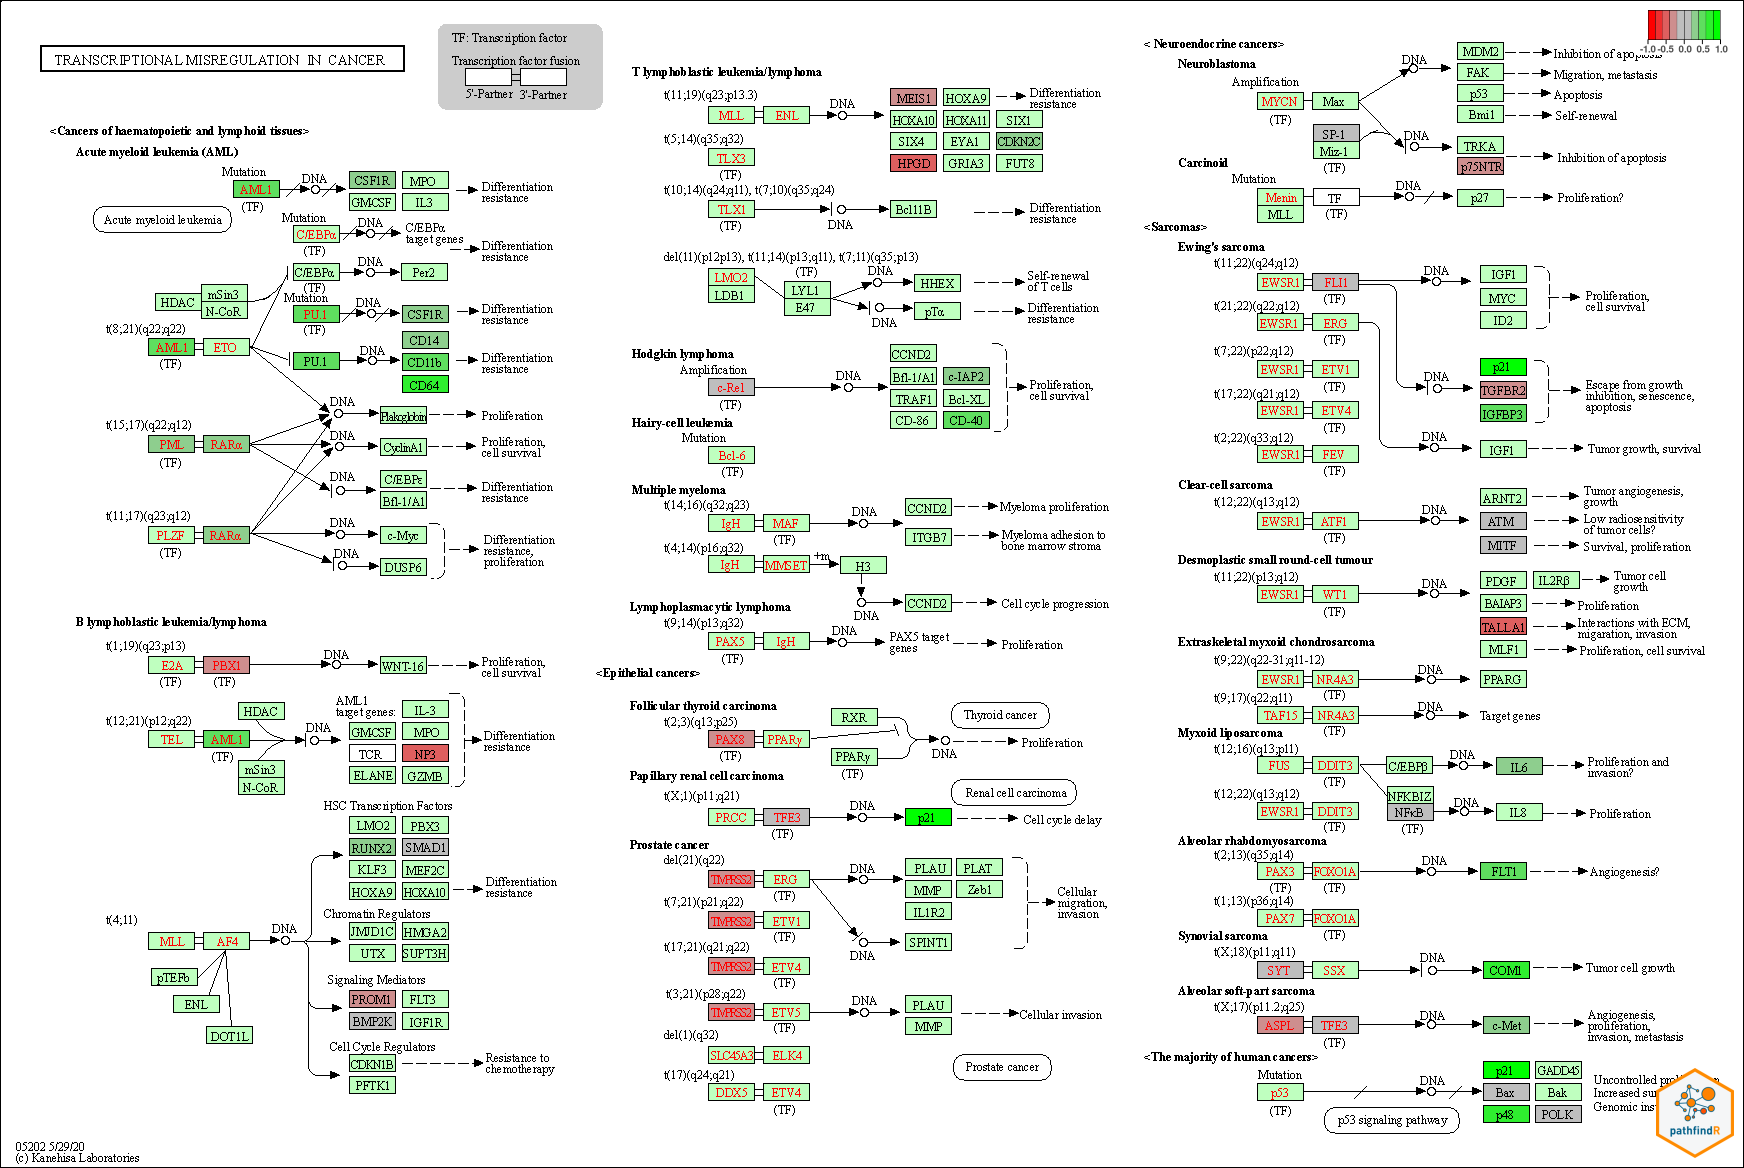 TRANSCRIPTIONAL MISREGULATION IN CANCER
TF: Transcription factor
Transcription factor fusion
5'-Partner 3'-Partner
<Cancers of haematopoietic and lymphoid tissues>
Acute myeloid leukemia (AML)
Mutation
AML1
(TF)
DNA
CSF1R
MPO
GMCSF
IL3
Differentiation
resistance
Acute myeloid leukemia
Mutation
C/EBPα
(TF)
DNA
C/EBPα
target genes
Differentiation
resistance
C/EBPα
(TF)
DNA
Per2
HDAC
mSin3
N-CoR
Mutation
PU.1
(TF)
DNA
CSF1R
Differentiation
resistance
t(8;21)(q22;q22)
AML1
ETO
(TF)
PU.1
DNA
CD14
CD11b
CD64
Differentiation
resistance
DNA
Plakoglobin
Proliferation
t(15;17)(q22;q12)
PML
RARα
(TF)
DNA
CyclinA1
Proliferation,
cell survival
DNA
C/EBPε
Bfl-1/A1
Differentiation
resistance
t(11;17)(q23;q12)
PLZF
RARα
(TF)
DNA
c-Myc
DNA
DUSP6
Differentiation
resistance,
proliferation
B lymphoblastic leukemia/lymphoma
t(1;19)(q23;p13)
E2A
PBX1
(TF)
(TF)
DNA
WNT-16
Proliferation,
cell survival
t(12;21)(p12;q22)
TEL
AML1
(TF)
HDAC
mSin3
N-CoR
DNA
AML1
target genes:
IL-3
GMCSF
MPO
TCR
NP3
ELANE
GZMB
Differentiation
resistance
HSC Transcription Factors
LMO2
PBX3
RUNX2
SMAD1
KLF3
MEF2C
HOXA9
HOXA10
Differentiation
resistance
t(4;11)
MLL
AF4
DNA
pTEFb
ENL
DOT1L
Chromatin Regulators
JMJD1C
HMGA2
UTX
SUPT3H
Signaling Mediators
PROM1
FLT3
BMP2K
IGF1R
Cell Cycle Regulators
CDKN1B
PFTK1
Resistance to
chemotherapy
05202 5/29/20
(c) Kanehisa Laboratories
T lymphoblastic leukemia/lymphoma
t(11;19)(q23;p13.3)
MLL
ENL
DNA
MEIS1
HOXA9
Differentiation
resistance
HOXA10
HOXA11
SIX1
SIX4
EYA1
CDKN2C
HPGD
GRIA3
FUT8
t(5;14)(q35;q32)
TLX3
(TF)
t(10;14)(q24;q11), t(7;10)(q35;q24)
TLX1
(TF)
DNA
Bcl11B
Differentiation
resistance
del(11)(p12p13), t(11;14)(p13;q11), t(7;11)(q35;p13)
LMO2
LDB1
(TF)
LYL1
E47
DNA
HHEX
Self-renewal
of T cells
DNA
pTα
Differentiation
resistance
Hodgkin lymphoma
Amplification
c-Rel
(TF)
DNA
CCND2
Bfl-1/A1
c-IAP2
TRAF1
Bcl-XL
CD-86
CD-40
Proliferation,
cell survival
Hairy-cell leukemia
Mutation
Bcl-6
(TF)
Multiple myeloma
t(14;16)(q32;q23)
IgH
MAF
(TF)
DNA
CCND2
Myeloma proliferation
ITGB7
Myeloma adhesion to
bone marrow stroma
t(4;14)(p16;q32)
IgH
MMSET
+m
H3
DNA
CCND2
Cell cycle progression
Lymphoplasmacytic lymphoma
t(9;14)(p13;q32)
PAX5
IgH
(TF)
DNA
PAX5 target
genes
Proliferation
<Epithelial cancers>
Follicular thyroid carcinoma
t(2;3)(q13;p25)
PAX8
PPARγ
(TF)
RXR
PPARγ
(TF)
DNA
Thyroid cancer
Proliferation
Papillary renal cell carcinoma
t(X;1)(p11;q21)
PRCC
TFE3
(TF)
DNA
p21
Renal cell carcinoma
Cell cycle delay
Prostate cancer
del(21)(q22)
TMPRSS2
ERG
(TF)
DNA
PLAU
PLAT
MMP
Zeb1
IL1R2
Cellular
migration,
invasion
t(7;21)(p21;q22)
TMPRSS2
ETV1
(TF)
DNA
SPINT1
t(17;21)(q21;q22)
TMPRSS2
ETV4
(TF)
t(3;21)(p28;q22)
TMPRSS2
ETV5
(TF)
DNA
PLAU
MMP
Cellular invasion
del(1)(q32)
SLC45A3
ELK4
t(17)(q24;q21)
DDX5
ETV4
(TF)
Prostate cancer
< Neuroendocrine cancers>
Neuroblastoma
Amplification
MYCN
(TF)
Max
SP-1
Miz-1
DNA
MDM2
Inhibition of apop
FAK
Migration, metastasis
p53
Apoptosis
Bmi1
Self-renewal
DNA
TRKA
p75NTR
Inhibition of apoptosis
Carcinoid
Mutation
Menin
MLL
TF
(TF)
DNA
p27
Proliferation?
<Sarcomas>
Ewing's sarcoma
t(11;22)(q24;q12)
EWSR1
FLI1
(TF)
DNA
IGF1
MYC
ID2
Proliferation,
cell survival
t(21;22)(q22;q12)
EWSR1
ERG
(TF)
t(7;22)(p22;q12)
EWSR1
ETV1
(TF)
DNA
p21
TGFBR2
IGFBP3
Escape from growth
inhibition, senescence,
apoptosis
t(17;22)(q21;q12)
EWSR1
ETV4
(TF)
t(2;22)(q33;q12)
EWSR1
FEV
(TF)
DNA
IGF1
Tumor growth, survival
Clear-cell sarcoma
t(12;22)(q13;q12)
EWSR1
ATF1
(TF)
DNA
ARNT2
Tumor angiogenesis,
growth
ATM
Low radiosensitivity
of tumor cells?
MITF
Survival, proliferation
Desmoplastic small round-cell tumour
t(11;22)(p13;q12)
EWSR1
WT1
(TF)
DNA
PDGF
IL2Rβ
Tumor cell
growth
BAIAP3
Proliferation
TALLA1
Interactions with ECM,
migaration, invasion
MLF1
Proliferation, cell survival
Extraskeletal myxoid chondrosarcoma
t(9;22)(q22-31;q11-12)
EWSR1
NR4A3
(TF)
DNA
PPARG
t(9;17)(q22;q11)
TAF15
NR4A3
(TF)
DNA
Target genes
Myxoid liposarcoma
t(12;16)(q13;p11)
FUS
DDIT3
(TF)
C/EBPβ
DNA
IL6
Proliferation and
invasion?
t(12;22)(q13;q12)
EWSR1
DDIT3
(TF)
NFKBIZ
NFκB
(TF)
DNA
IL8
Proliferation
Alveolar rhabdomyosarcoma
t(2;13)(q35;q14)
PAX3
FOXO1A
(TF)
(TF)
DNA
FLT1
Angiogenesis?
t(1;13)(p36;q14)
PAX7
FOXO1A
(TF)
Synovial sarcoma
t(X;18)(p11;q11)
SYT
SSX
DNA
COM1
Tumor cell growth
Alveolar soft-part sarcoma
t(X;17)(p11.2;q25)
ASPL
TFE3
(TF)
DNA
c-Met
Angiogenesis,
proliferation,
invasion, metastasis
<The majority of human cancers>
Mutation
p53
(TF)
DNA
p21
GADD45
Bax
Bak
p48
POLK
Uncontrolled prol
Increased su
Genomic ins
p53 signaling pathway
-1.0 -0.5 0.0 0.5 1.0
pathfindR